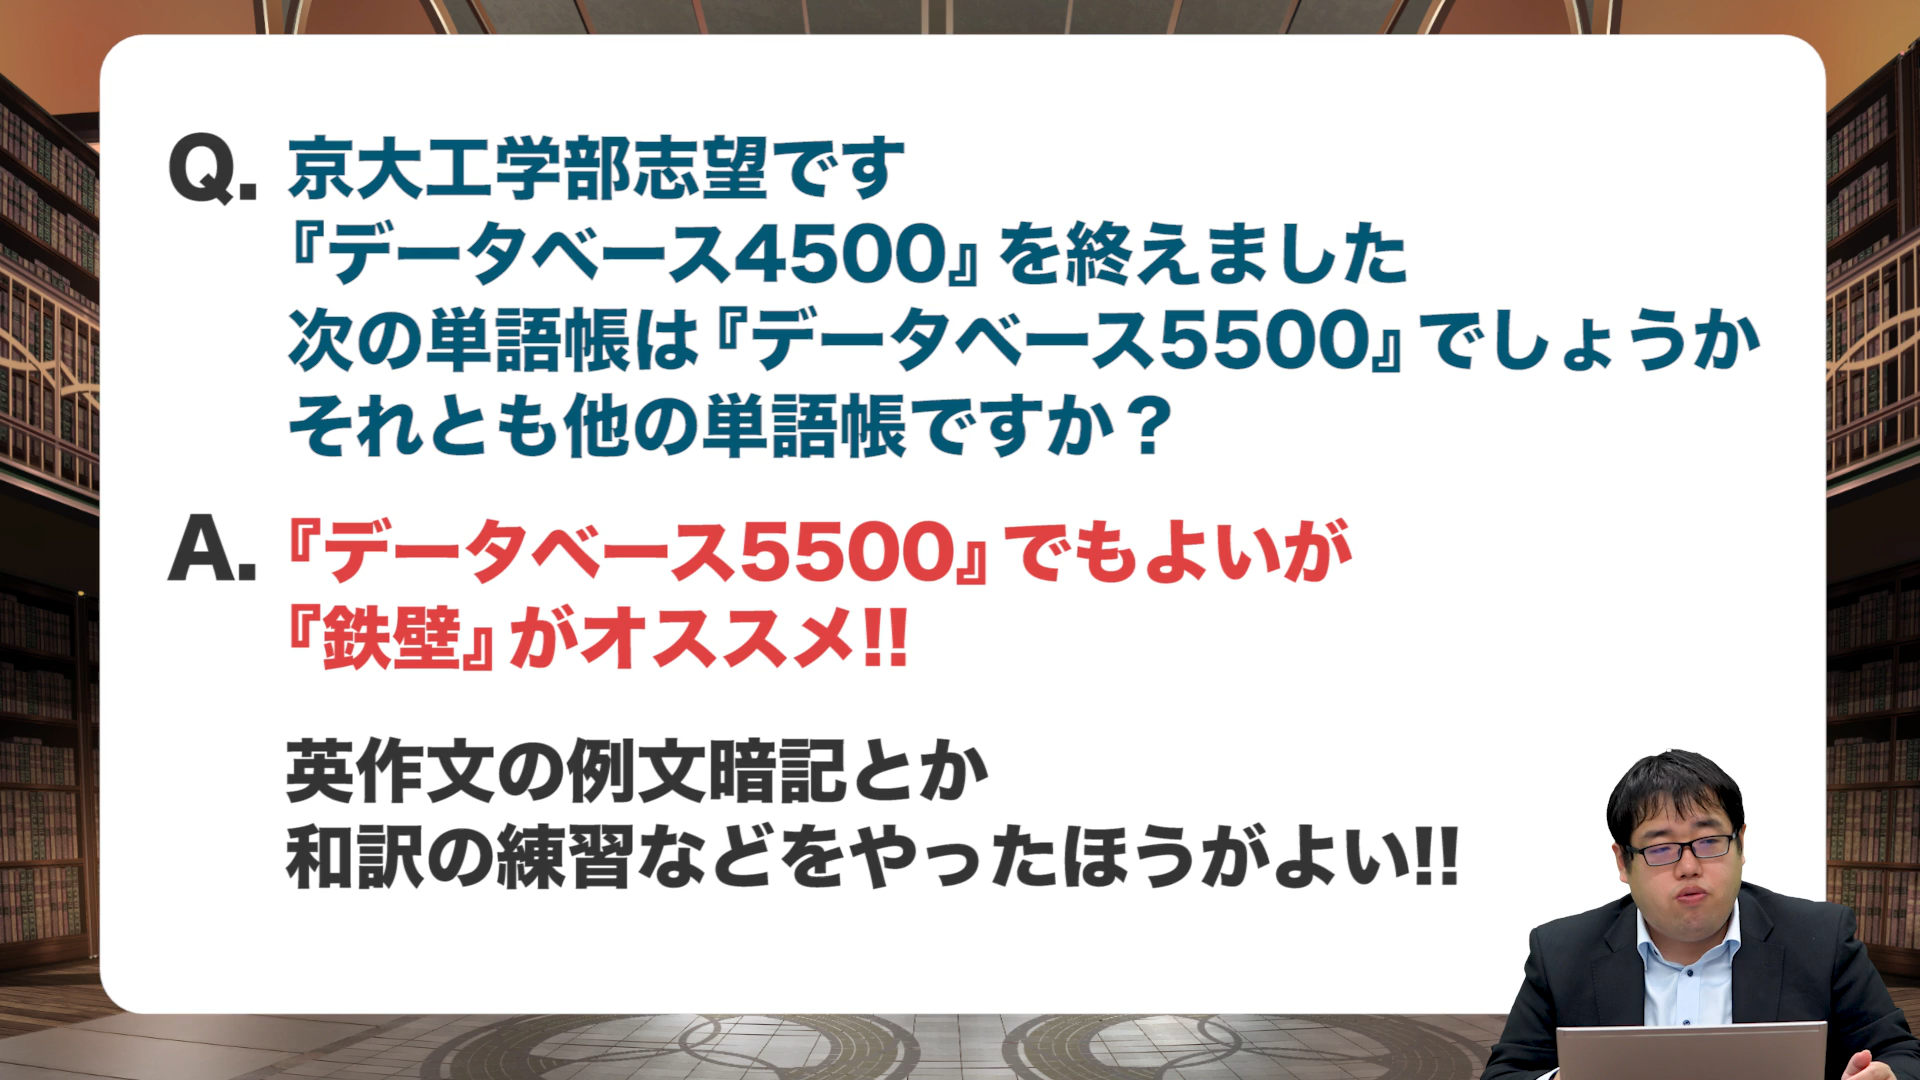 Q. 京大工学部志望です
『データベース4500』を終えました
次の単語帳は『データベース5500』でしょうか
それとも他の単語帳ですか？
A. 『データベース5500』でもよいが
『鉄壁』がオススメ!!
英作文の例文暗記とか
和訳の練習などをやったほうがよい!!